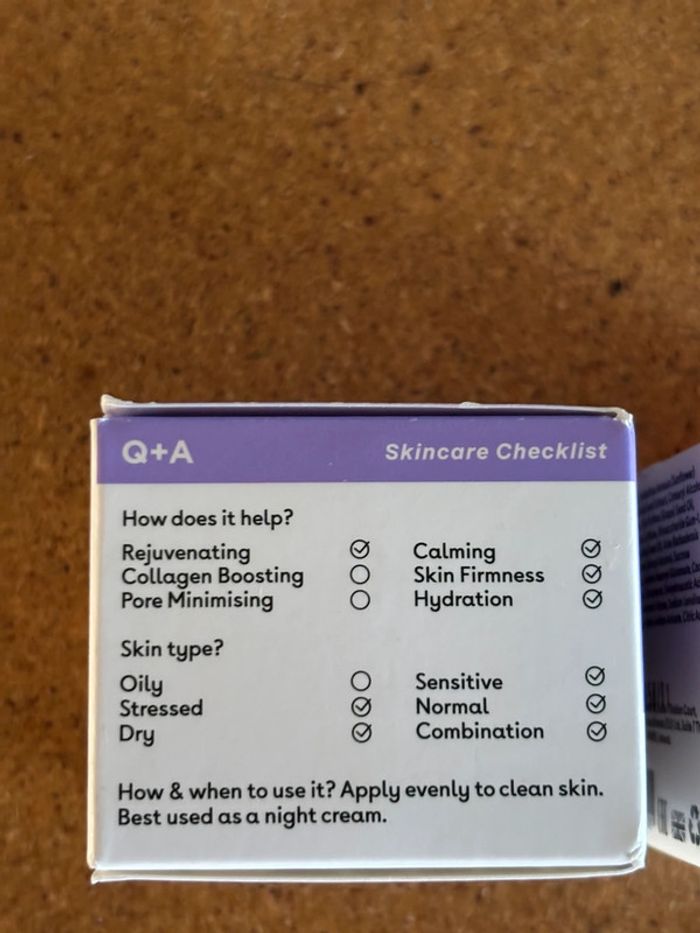 Q+A Skincare Checklist
How does it help?
Rejuvenating Calming
Collagen Boosting Skin Firmness
Pore Minimising Hydration
Skin type?
Oily Sensitive
Stressed Normal
Dry Combination
How & when to use it? Apply evenly to clean skin.
Best used as a night cream.